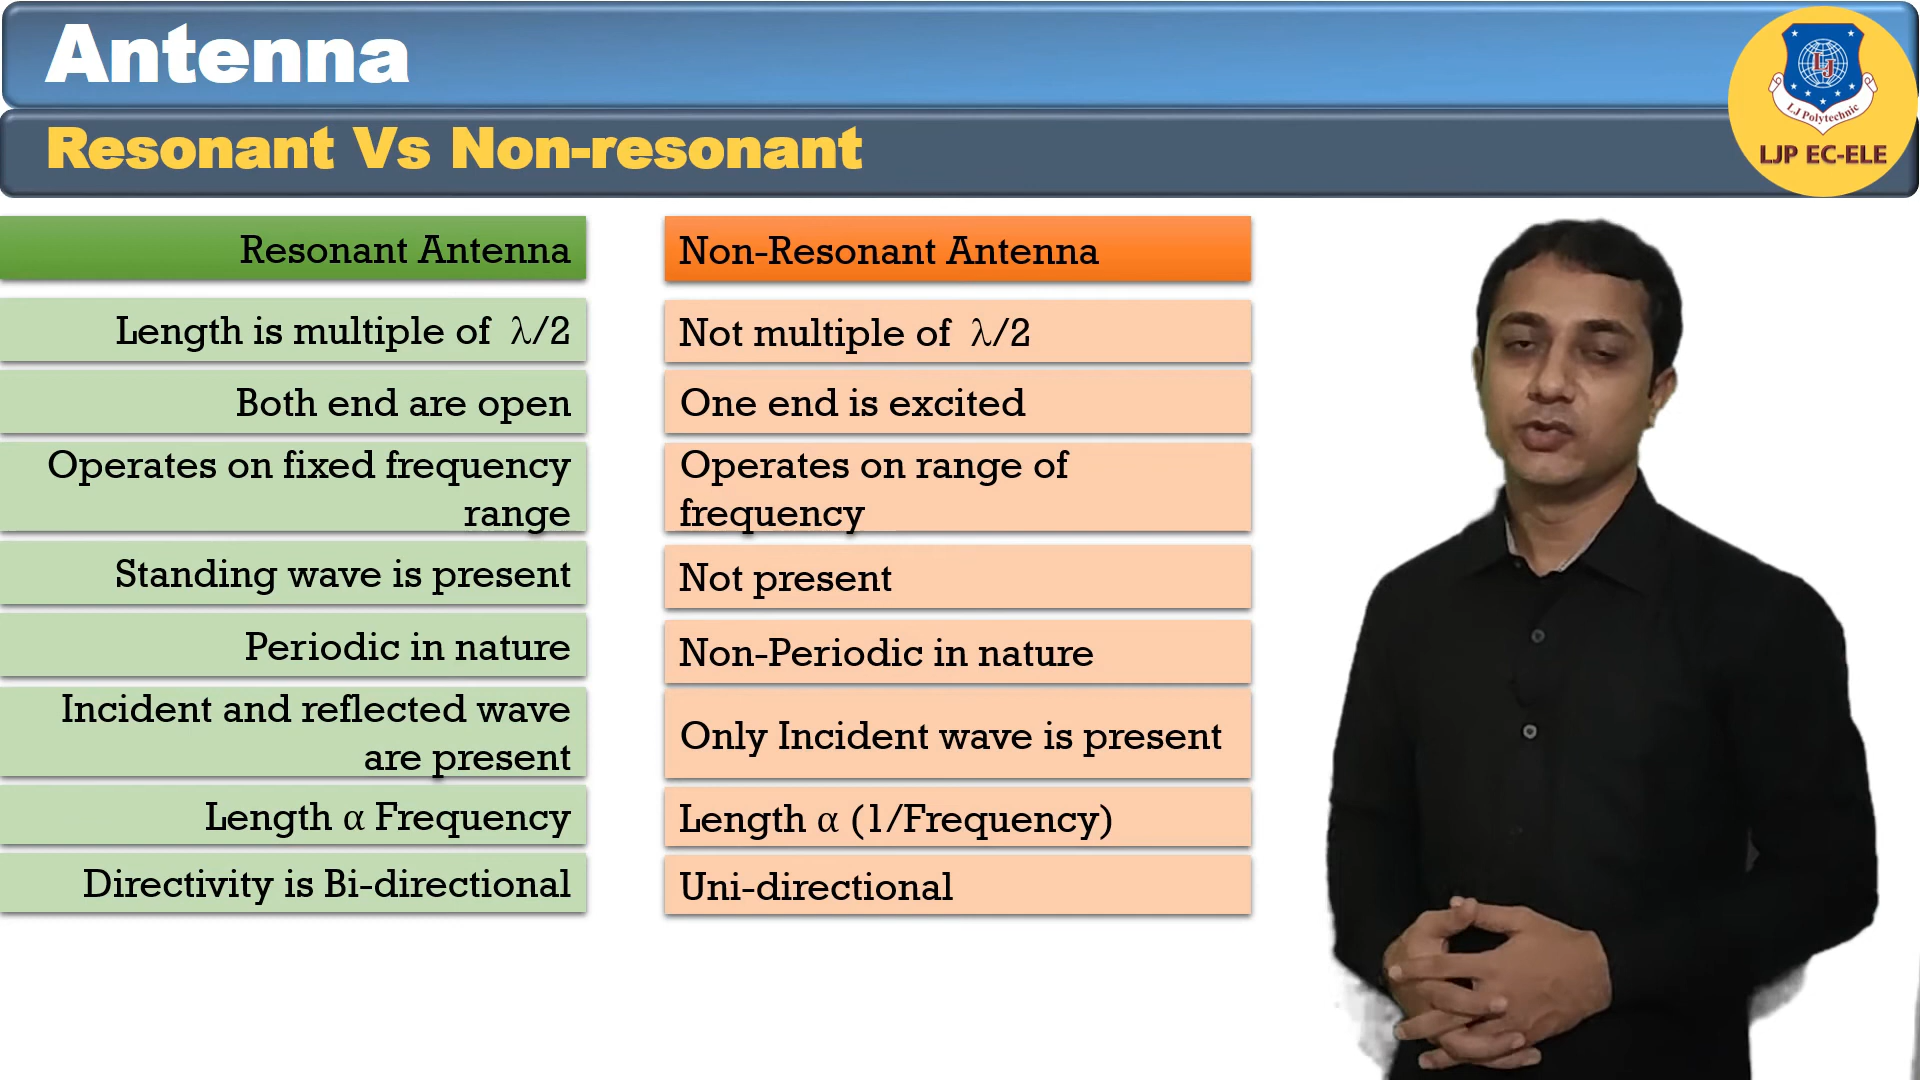 Antenna
Resonant Vs Non-resonant
LJ
LJ Polytechnic
LJP EC-ELE
Resonant Antenna
Non-Resonant Antenna
Length is multiple of λ/2
Not multiple of λ/2
Both end are open
One end is excited
Operates on fixed frequency
range
Operates on range of
frequency
Standing wave is present
Not present
Periodic in nature
Non-Periodic in nature
Incident and reflected wave
are present
Only Incident wave is present
Length α Frequency
Length α (1/Frequency)
Directivity is Bi-directional
Uni-directional